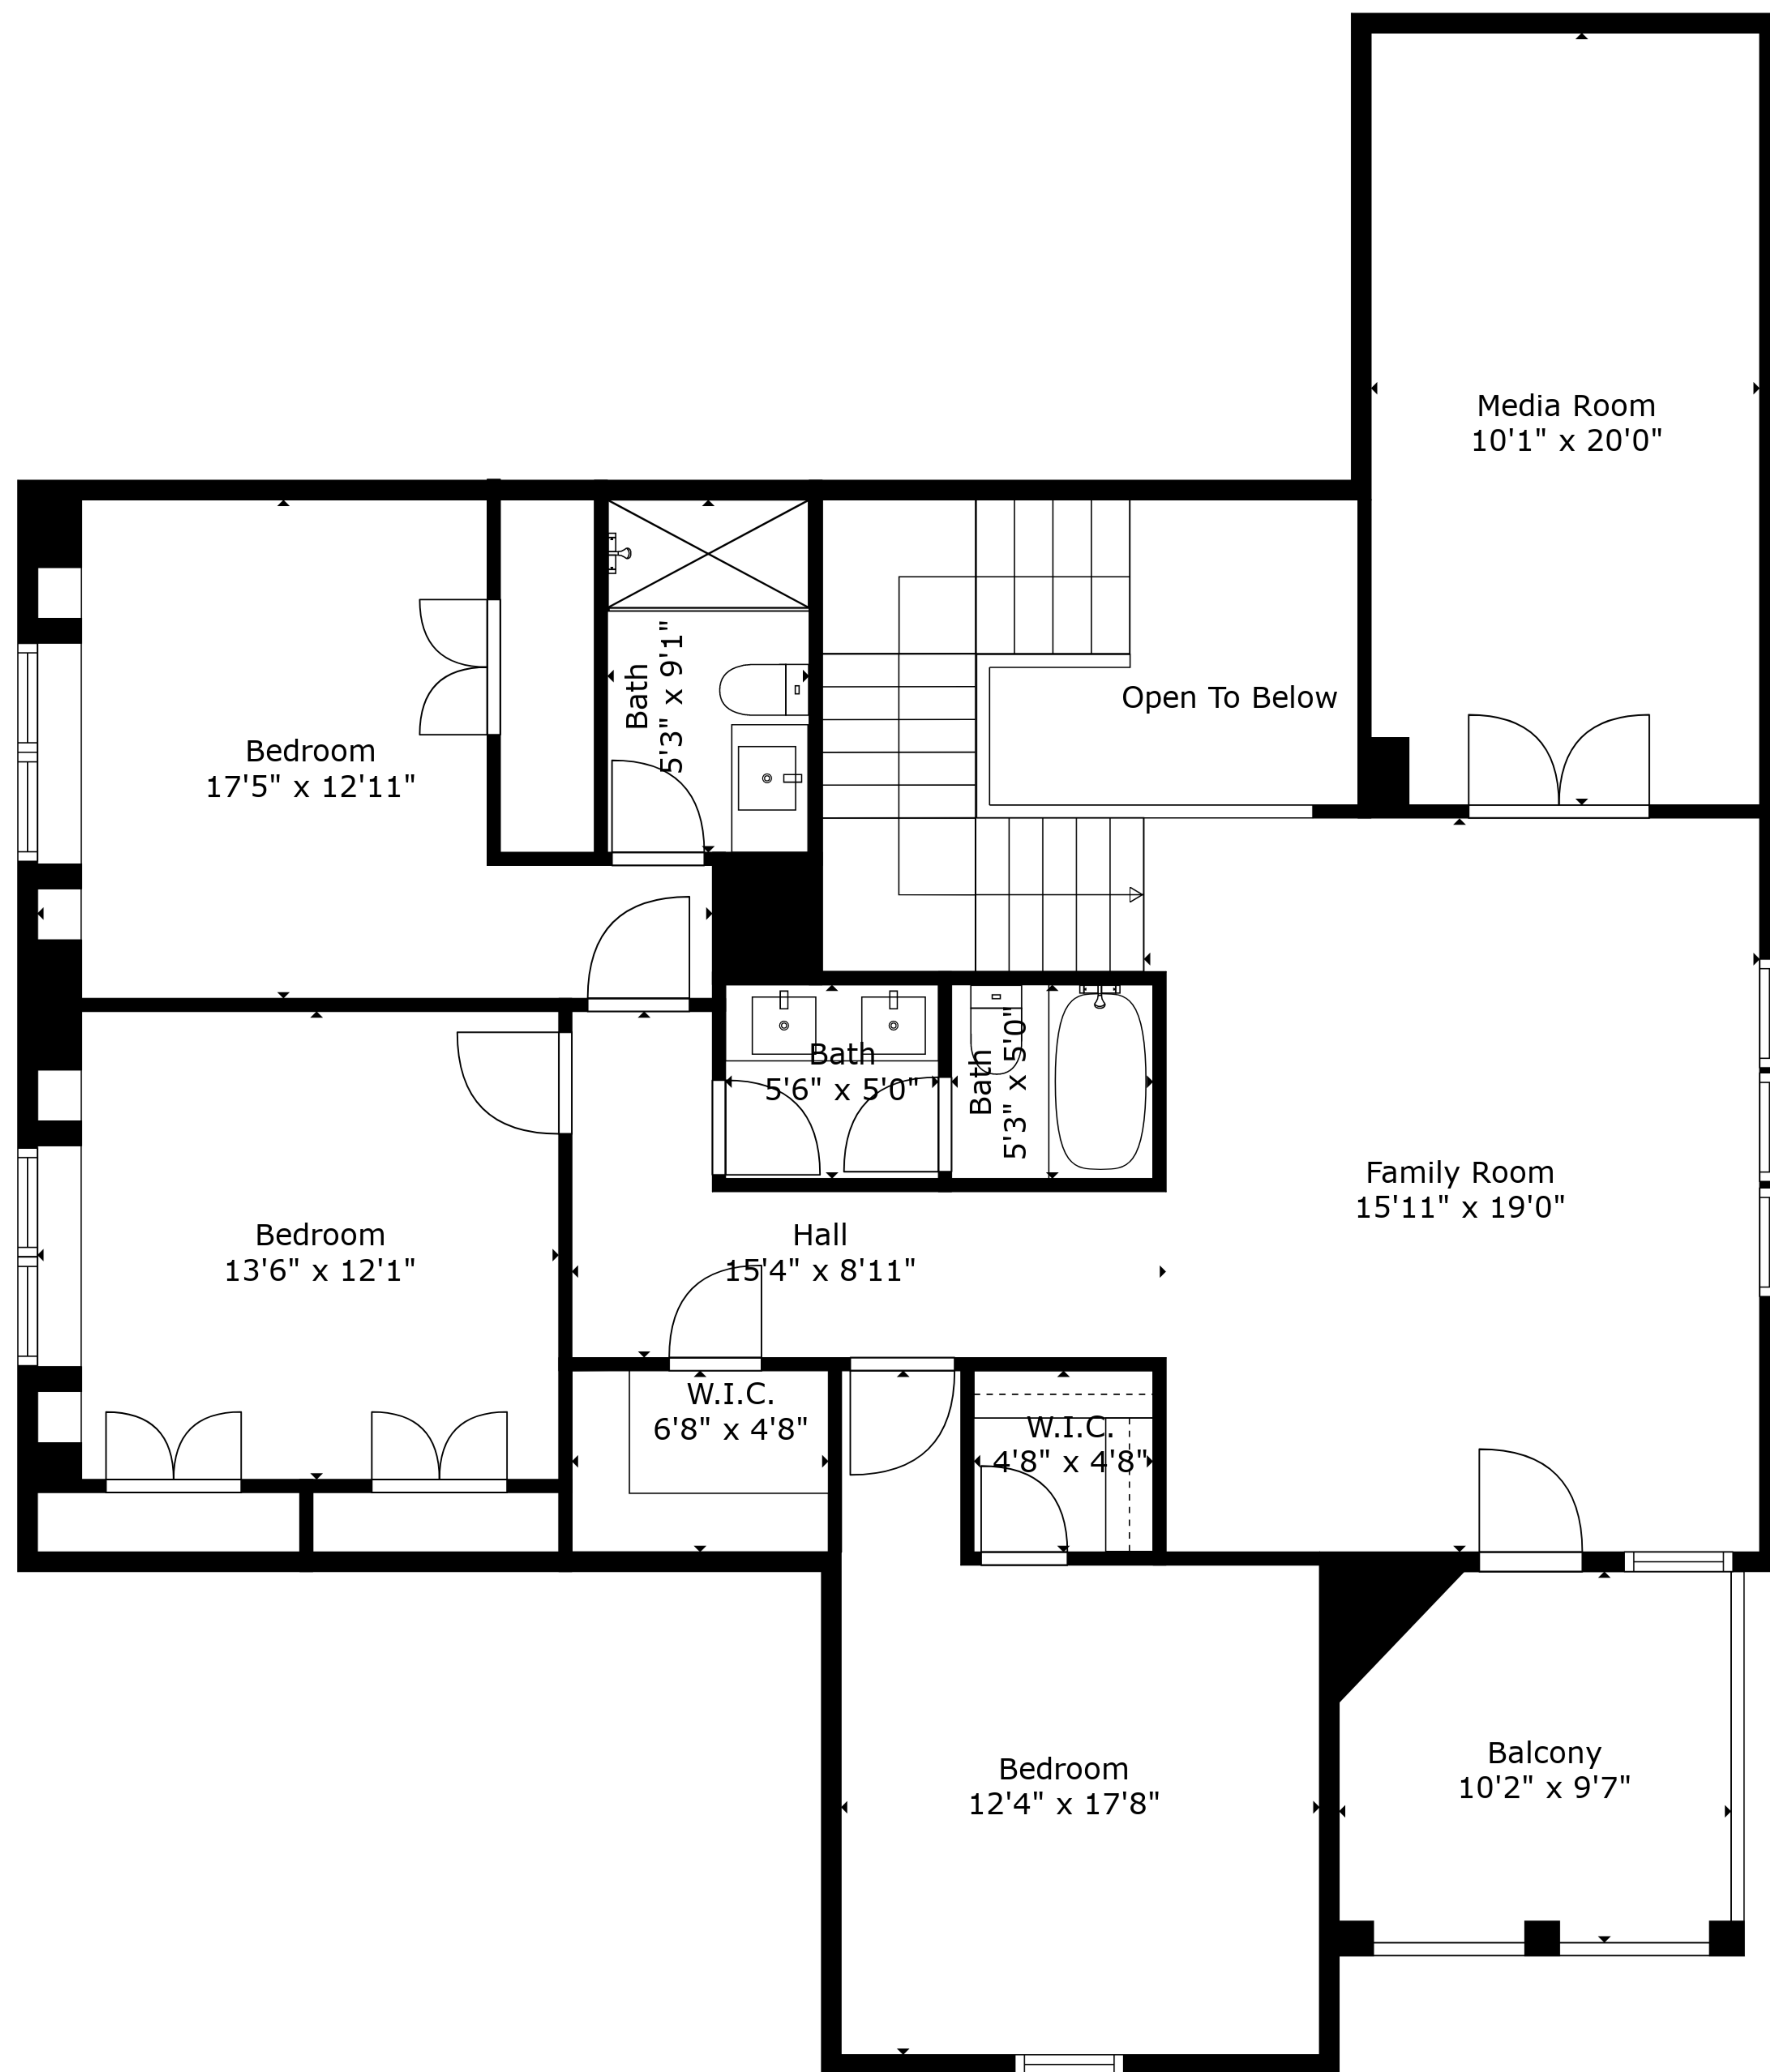 Media Room
10'1" x 20'0"
Bath
5'3" x 9'1"
Open To Below
Bedroom
17'5" x 12'11"
Bath
5'6" x 5'0"
Bath
5'3" x 5'0"
Family Room
15'11" x 19'0"
Bedroom
13'6" x 12'1"
Hall
15'4" x 8'11"
W.I.C.
6'8" x 4'8"
W.I.C.
4'8" x 4'8"
Bedroom
12'4" x 17'8"
Balcony
10'2" x 9'7"